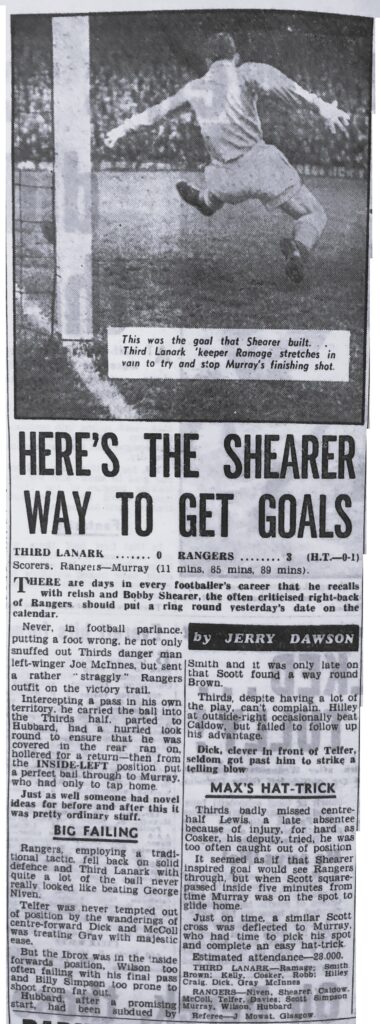 This was the goal that Shearer built. . .
Third Lanark 'keeper Ramage stretches in
vain to try and stop Murray's finishing shot.
HERE'S THE SHEARER
WAY TO GET GOALS
THIRD LANARK ....... 0 RANGERS ........ 3 (H.T.—0-1)
Scorers, Rangers—Murray (11 mins, 85 mins, 89 mins).
THERE are days in every footballer's career that he recalls
with relish and Bobby Shearer, the often criticised right-back
of Rangers should put a ring round yesterday's date on the
calendar.
Never, in football parlance,
putting a foot wrong, he not only
snuffed out Thirds danger man
left-winger Joe McInnes, but sent
a rather "straggly" Rangers
outfit on the victory trail.
Intercepting a pass in his own
territory, he carried the ball into
the Thirds half, parted to
Hubbard, had a hurried look
round to ensure that he was
covered in the rear ran on,
hollered for a return—then from
the INSIDE-LEFT position put
a perfect ball through to Murray,
who had only to tap home.
Just as well someone had novel
ideas for before and after this it
was pretty ordinary stuff.
BIG FAILING
Rangers, employing a tradi-
tional tactic, fell back on solid
defence and Third Lanark with
quite a lot of the ball never
really looked like beating George
Niven.
Telfer was never tempted out
of position by the wanderings of
centre-forward Dick and McColl
was treating Gray with majestic
ease.
But the Ibrox was in the 'nside
forwards position, Wilson too
often failing with his final pass
and Billy Simpson too prone to
shoot from far out.
Hubbard, after a promising
start, had been subdued by
by JERRY DAWSON
Smith and it was only late on
that Scott found a way round
Brown.
Thirds, despite having a lot of
the play, can't complain. Hilley
at outside-right occasionally beat
Caldow, but failed to follow up
his advantage.
Dick, clever in front of Telfer,
seldom got past him to strike a
telling blow
MAX'S HAT-TRICK
Thirds badly missed centre-
half Lewis, a late absentee
because of injury, for hard as
Cosker, his deputy, tried, he was
too often caught out of position
It seemed as if that Shearer
inspired goal would see Rangers
through, but when Scott square-
passed inside five minutes from
time Murray was on the spot to
glide home.
Just on time, a similar Scott
cross was deflected to Murray,
who had time to pick his spot
and complete an easy hat-trick.
Estimated attendance—28.000.
THIRD LANARK—Ramage; Smith
Brown; Kelly, Cosker, Robb; Hilley
Craig, Dick, Gray McInnes
RANGERS—Niven, Shearer Caldow,
McColl, Telfer, Davies, Scott Simpson
Murray, Wilson, Hubbard
Referee—J Mowat, Glasgow